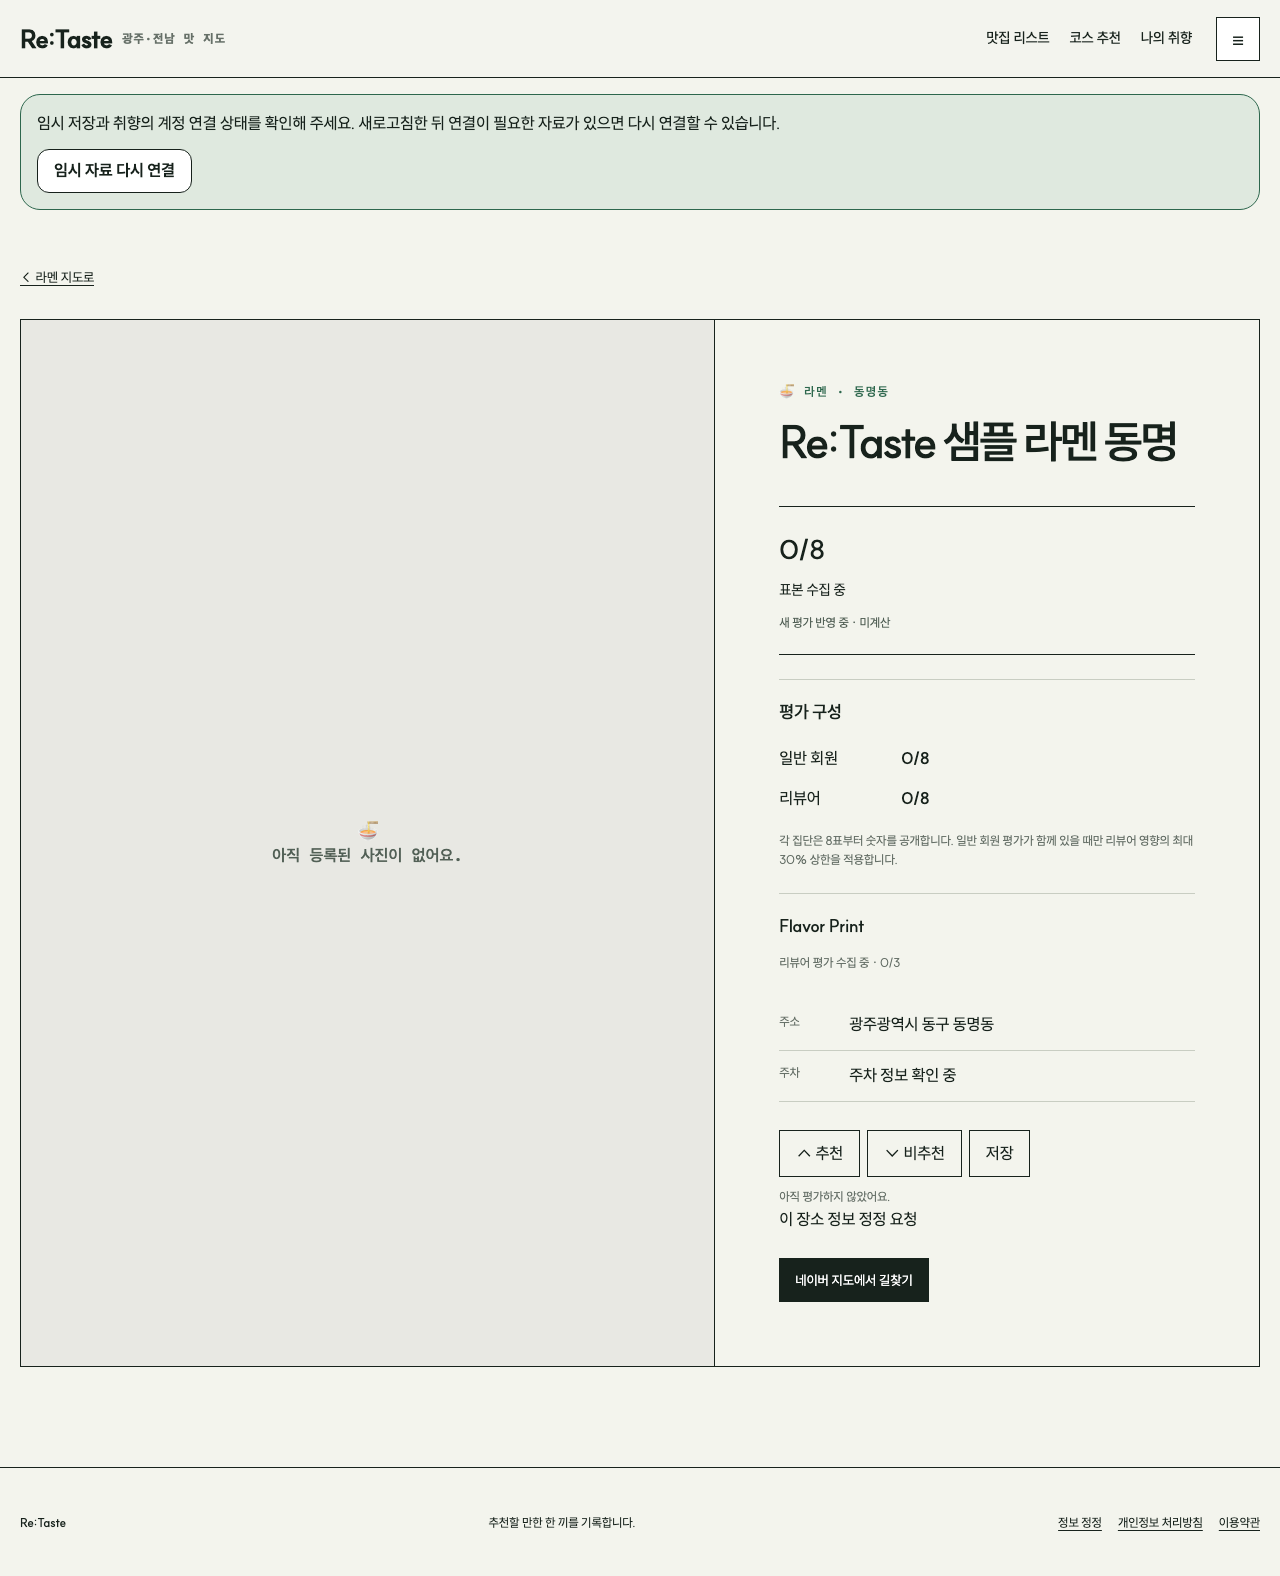 Re:Taste 광주·전남 맛 지도
맛집 리스트 코스 추천 나의 취향 ≡
임시 저장과 취향의 계정 연결 상태를 확인해 주세요. 새로고침한 뒤 연결이 필요한 자료가 있으면 다시 연결할 수 있습니다.
임시 자료 다시 연결
< 라멘 지도로
아직 등록된 사진이 없어요.
라멘 · 동명동
Re:Taste 샘플 라멘 동명
0/8
표본 수집 중
새 평가 반영 중 · 미계산
평가 구성
일반 회원 0/8
리뷰어 0/8
각 집단은 8표부터 숫자를 공개합니다. 일반 회원 평가가 함께 있을 때만 리뷰어 영향의 최대
30% 상한을 적용합니다.
Flavor Print
리뷰어 평가 수집 중 · 0/3
주소 광주광역시 동구 동명동
주차 주차 정보 확인 중
추천 비추천 저장
아직 평가하지 않았어요.
이 장소 정보 정정 요청
네이버 지도에서 길찾기
Re:Taste 추천할 만한 한 끼를 기록합니다. 정보 정정 개인정보 처리방침 이용약관